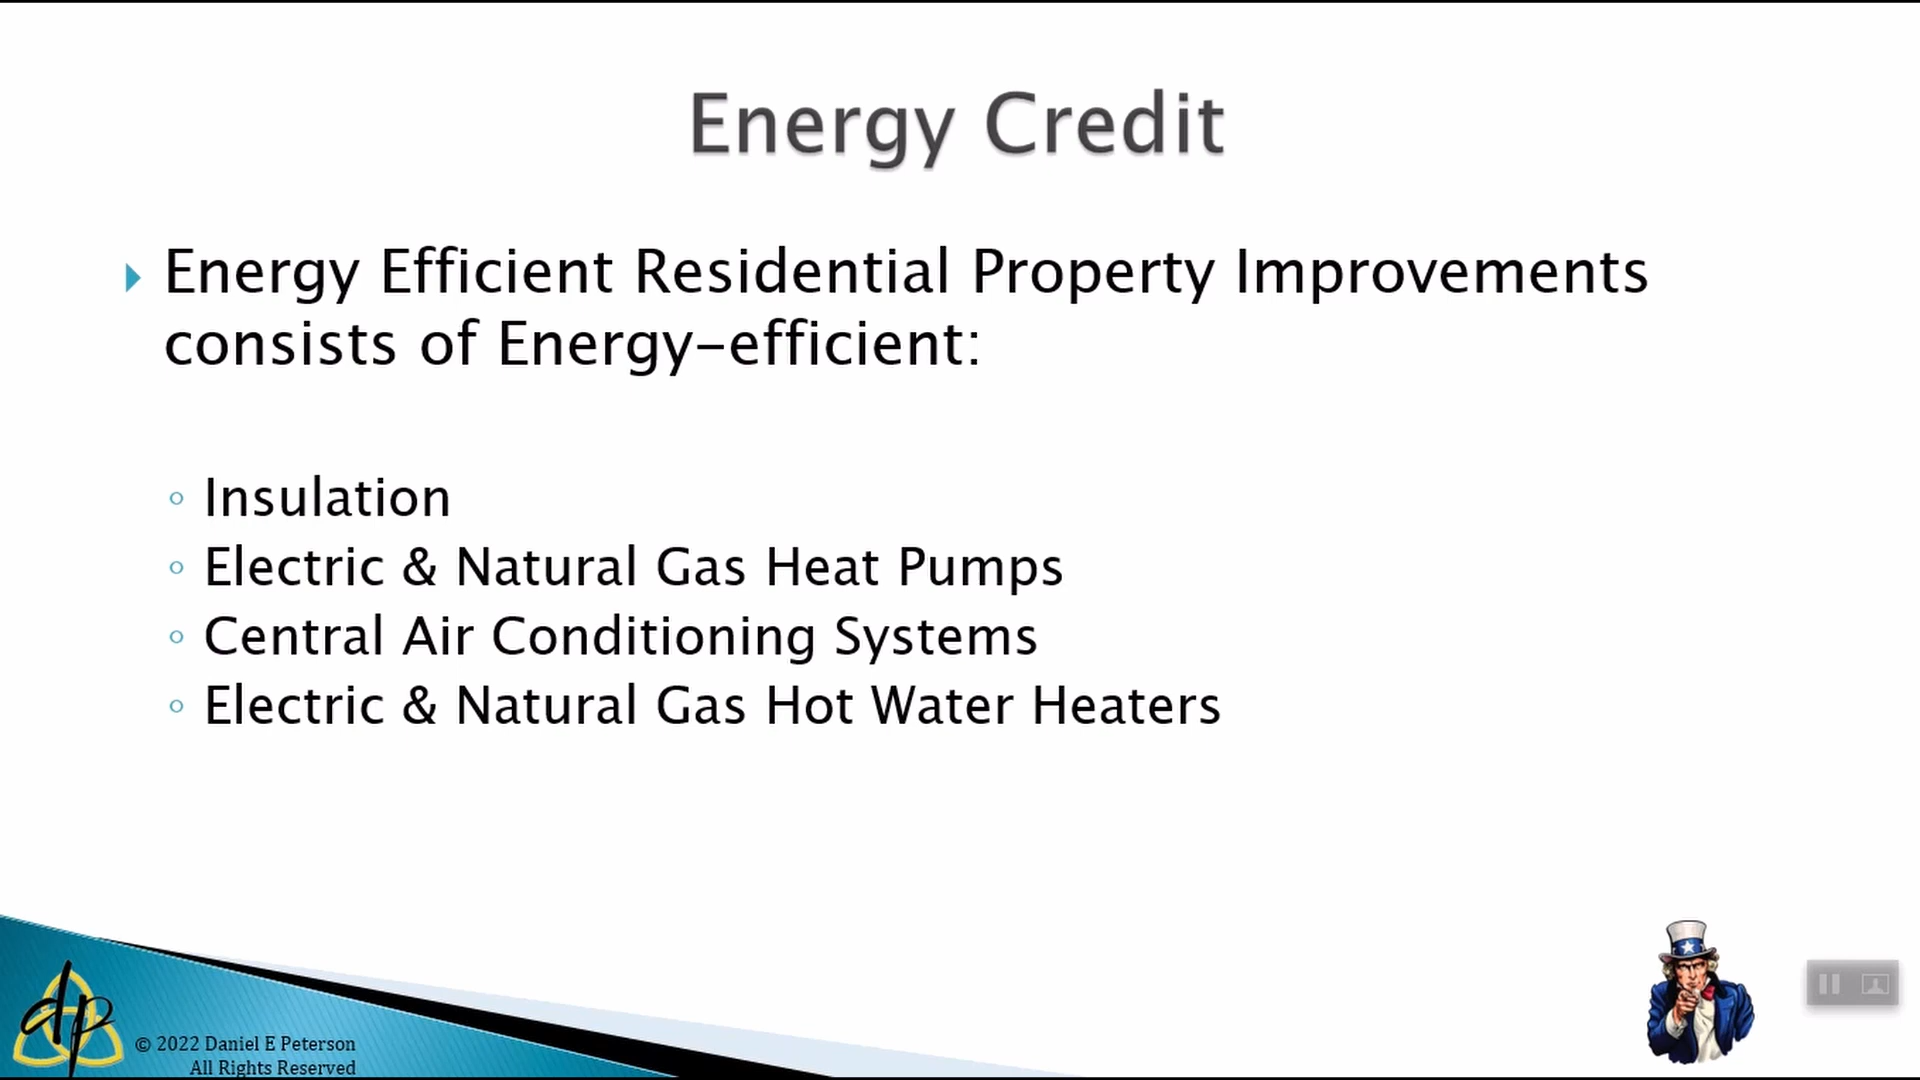 Energy Credit
Energy Efficient Residential Property Improvements
consists of Energy-efficient:
Insulation
Electric & Natural Gas Heat Pumps
Central Air Conditioning Systems
Electric & Natural Gas Hot Water Heaters
dp
© 2022 Daniel E Peterson
All Rights Reserved